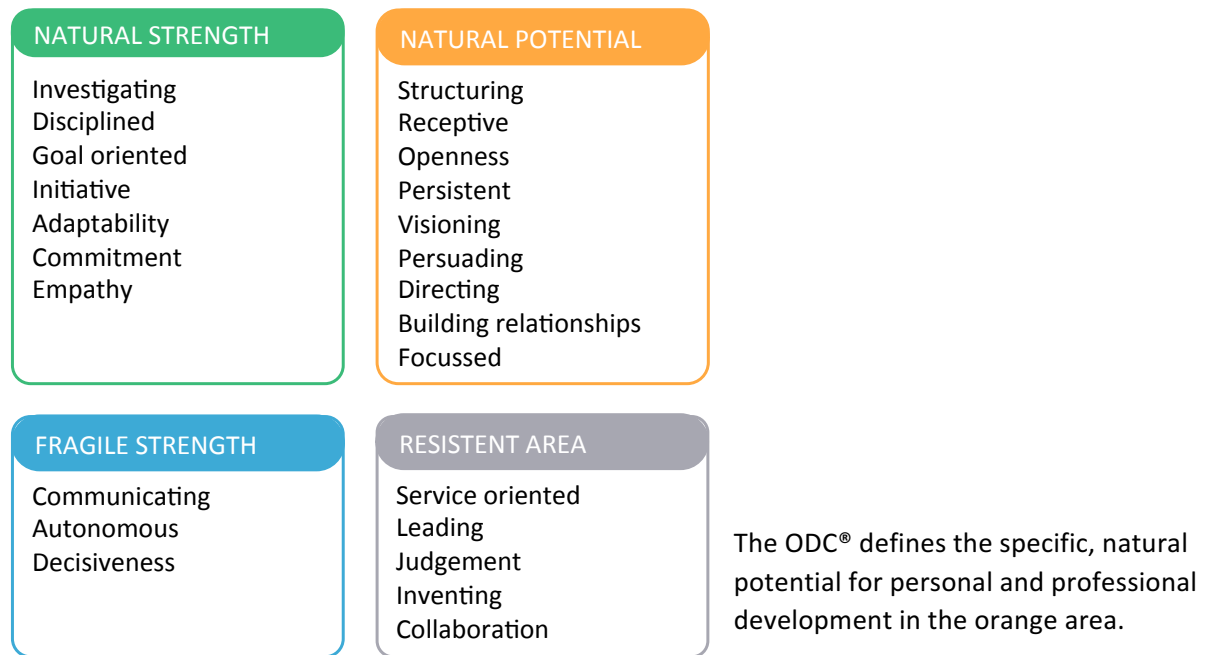 NATURAL STRENGTH
Investigating
Disciplined
Goal oriented
Initiative
Adaptability
Commitment
Empathy
NATURAL POTENTIAL
Structuring
Receptive
Openness
Persistent
Visioning
Persuading
Directing
Building relationships
Focussed
FRAGILE STRENGTH
Communicating
Autonomous
Decisiveness
RESISTENT AREA
Service oriented
Leading
Judgement
Inventing
Collaboration
The ODC® defines the specific, natural
potential for personal and professional
development in the orange area.